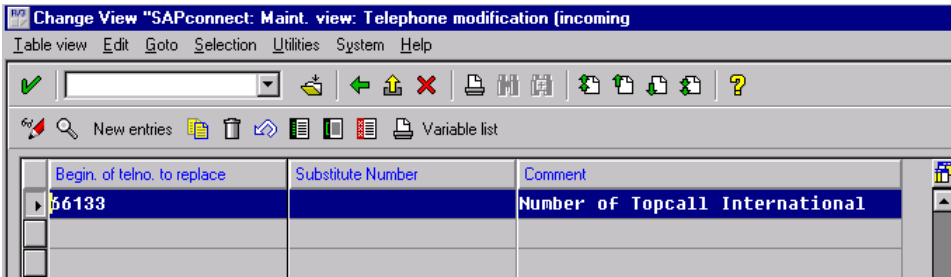 Change View "SAPconnect: Maint. view: Telephone modification (incoming
Table view Edit Goto Selection Utilities System Help
New entries Variable list
Begin. of telno. to replace Substitute Number Comment
66133 Number of Topcall International